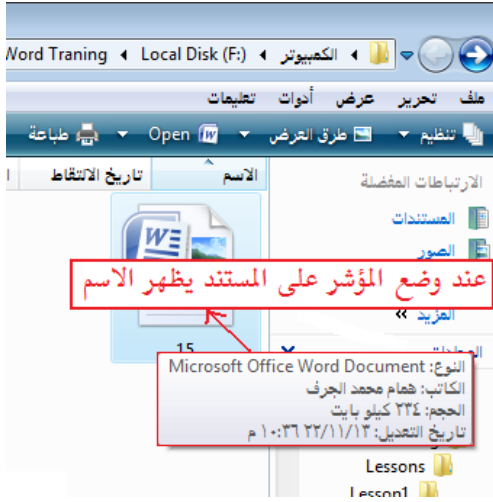 الكمبيوتر ◂ Local Disk (F:) ◂ Word Traning
ملف تحرير عرض أدوات تعليمات
تنظيم طرق العرض Open طباعة
الارتباطات المفضلة
الاسم تاريخ الالتقاط
المستندات
الصور
عند وضع المؤشر على المستند يظهر الاسم
المزيد »
15
النوع: Microsoft Office Word Document
الكاتب: همام محمد الجرف
الحجم: ٢٣٤ كيلو بايت
تاريخ التعديل: ٢٢/١١/١٣ ١٠:٣٦ م
Lessons
Lesson1